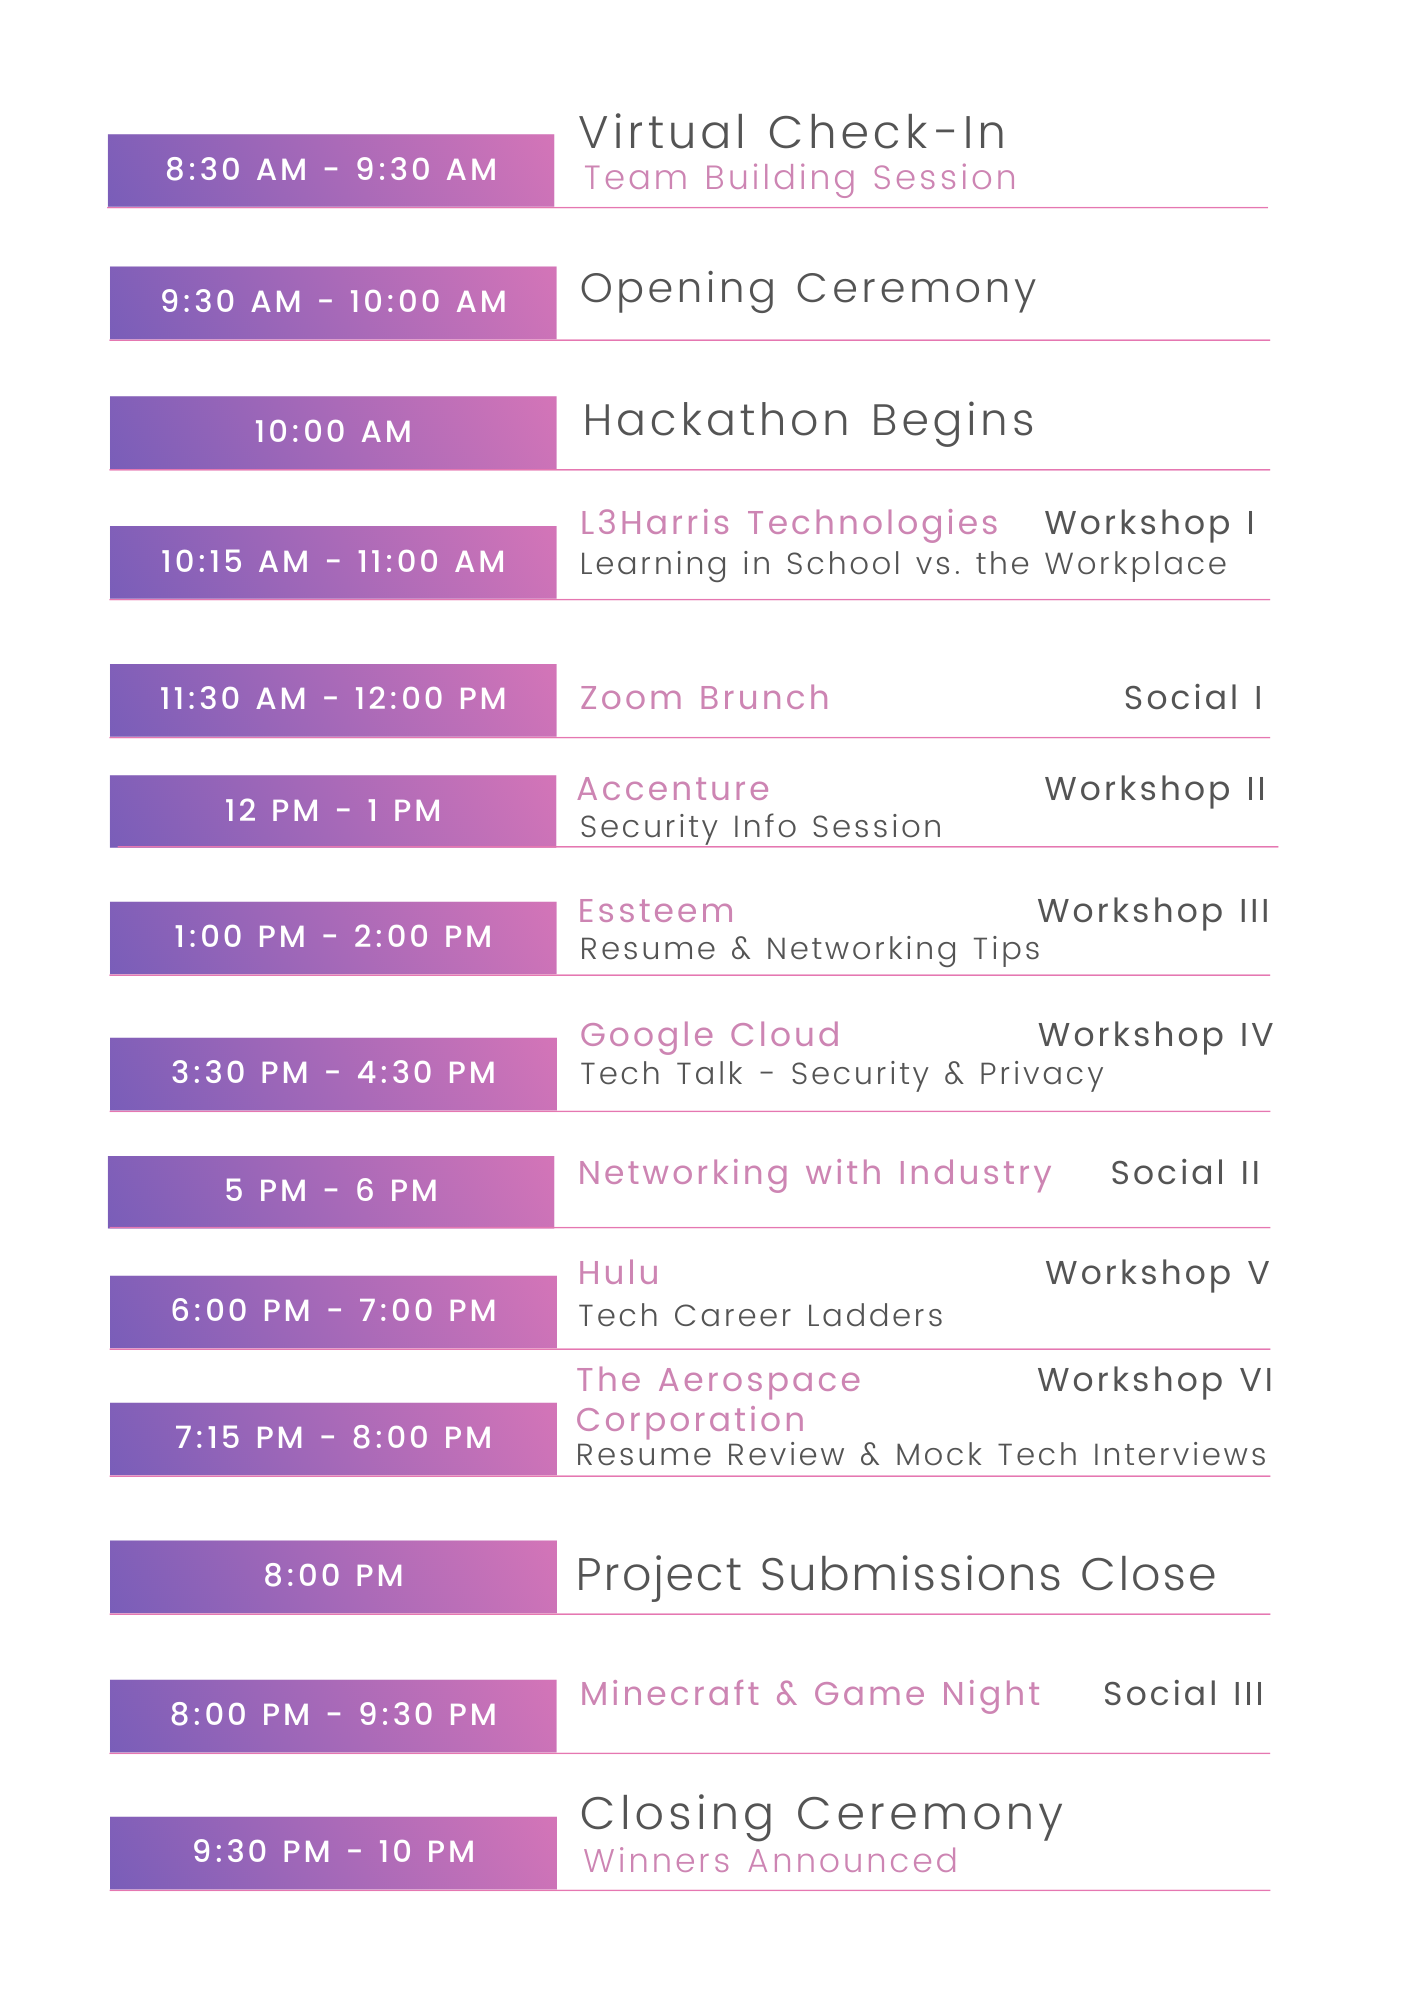 8:30 AM - 9:30 AM
Virtual Check-In
Team Building Session
9:30 AM - 10:00 AM
Opening Ceremony
10:00 AM
Hackathon Begins
10:15 AM - 11:00 AM
L3Harris Technologies Workshop I
Learning in School vs. the Workplace
11:30 AM - 12:00 PM
Zoom Brunch Social I
12 PM - 1 PM
Accenture Workshop II
Security Info Session
1:00 PM - 2:00 PM
Essteem Workshop III
Resume & Networking Tips
3:30 PM - 4:30 PM
Google Cloud Workshop IV
Tech Talk - Security & Privacy
5 PM - 6 PM
Networking with Industry Social II
6:00 PM - 7:00 PM
Hulu Workshop V
Tech Career Ladders
7:15 PM - 8:00 PM
The Aerospace Workshop VI
Corporation
Resume Review & Mock Tech Interviews
8:00 PM
Project Submissions Close
8:00 PM - 9:30 PM
Minecraft & Game Night Social III
9:30 PM - 10 PM
Closing Ceremony
Winners Announced